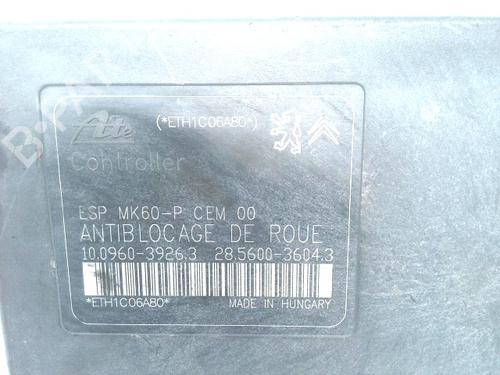 Ate
(*ETH1C06A80*)
Controller
ESP MK60-P CEM 00
ANTIBLOCAGE DE ROUE
10.0960-3926.3 28.5600-3604.3
*ETH1C06A80* MADE IN HUNGARY
B-PAR